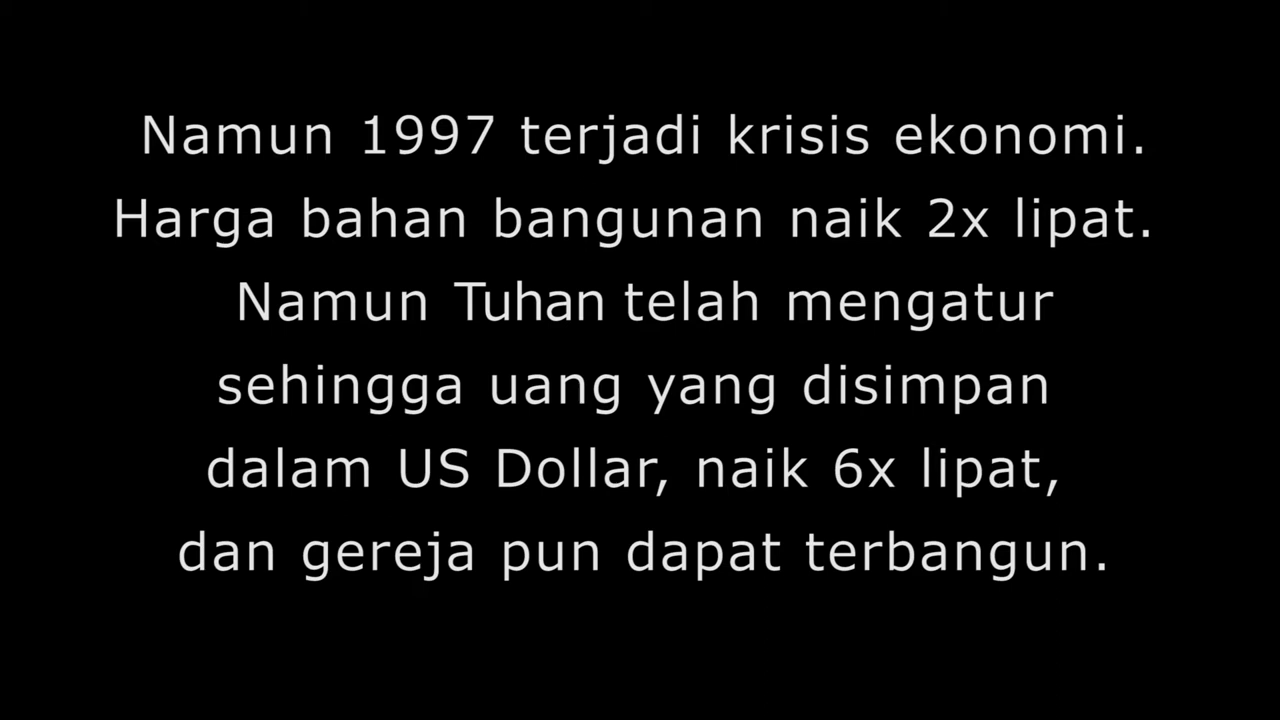 Namun 1997 terjadi krisis ekonomi.
Harga bahan bangunan naik 2x lipat.
Namun Tuhan telah mengatur
sehingga uang yang disimpan
dalam US Dollar, naik 6x lipat,
dan gereja pun dapat terbangun.